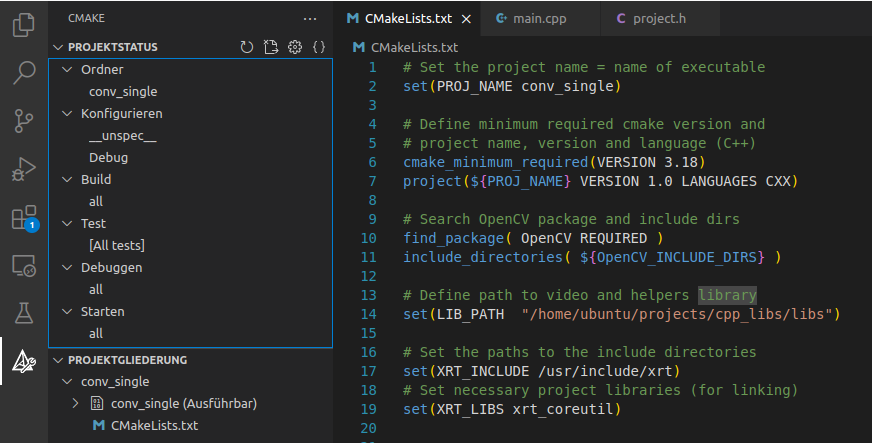 CMAKE
PROJEKTSTATUS
Ordner
conv_single
Konfigurieren
__unspec__
Debug
Build
all
Test
[All tests]
Debuggen
all
Starten
all
PROJEKTGLIEDERUNG
conv_single
conv_single (Ausführbar)
CMakeLists.txt
1
CMakeLists.txt
main.cpp
project.h
CMakeLists.txt
1 # Set the project name = name of executable
2 set(PROJ_NAME conv_single)
3
4 # Define minimum required cmake version and
5 # project name, version and language (C++)
6 cmake_minimum_required(VERSION 3.18)
7 project(${PROJ_NAME} VERSION 1.0 LANGUAGES CXX)
8
9 # Search OpenCV package and include dirs
10 find_package( OpenCV REQUIRED )
11 include_directories( ${OpenCV_INCLUDE_DIRS} )
12
13 # Define path to video and helpers library
14 set(LIB_PATH  "/home/ubuntu/projects/cpp_libs/libs")
15
16 # Set the paths to the include directories
17 set(XRT_INCLUDE /usr/include/xrt)
18 # Set necessary project libraries (for linking)
19 set(XRT_LIBS xrt_coreutil)
20